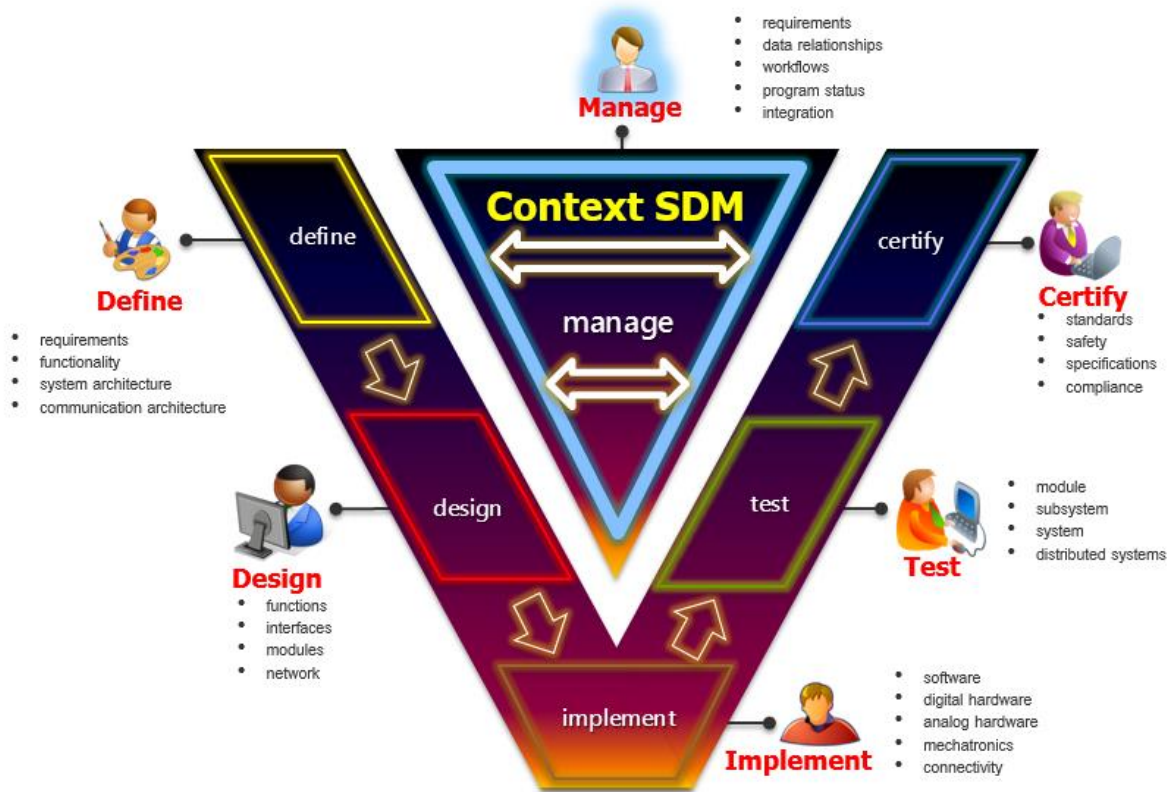 requirements
data relationships
workflows
program status
integration
Manage
Context SDM
define
certify
manage
Define
requirements
functionality
system architecture
communication architecture
Certify
standards
safety
specifications
compliance
design
test
Design
functions
interfaces
modules
network
module
subsystem
system
distributed systems
Test
implement
Implement
software
digital hardware
analog hardware
mechatronics
connectivity